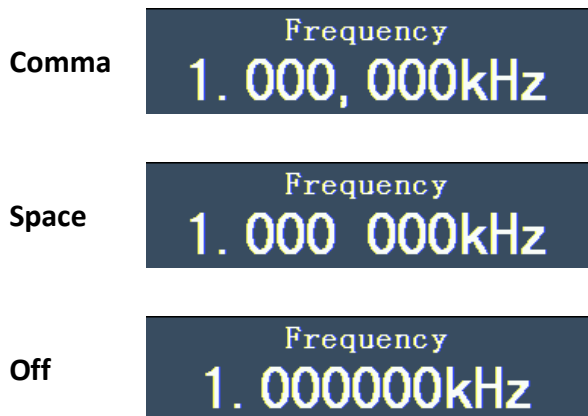 Frequency
Comma 1.000,000kHz
Frequency
Space 1.000 000kHz
Frequency
Off 1.000000kHz